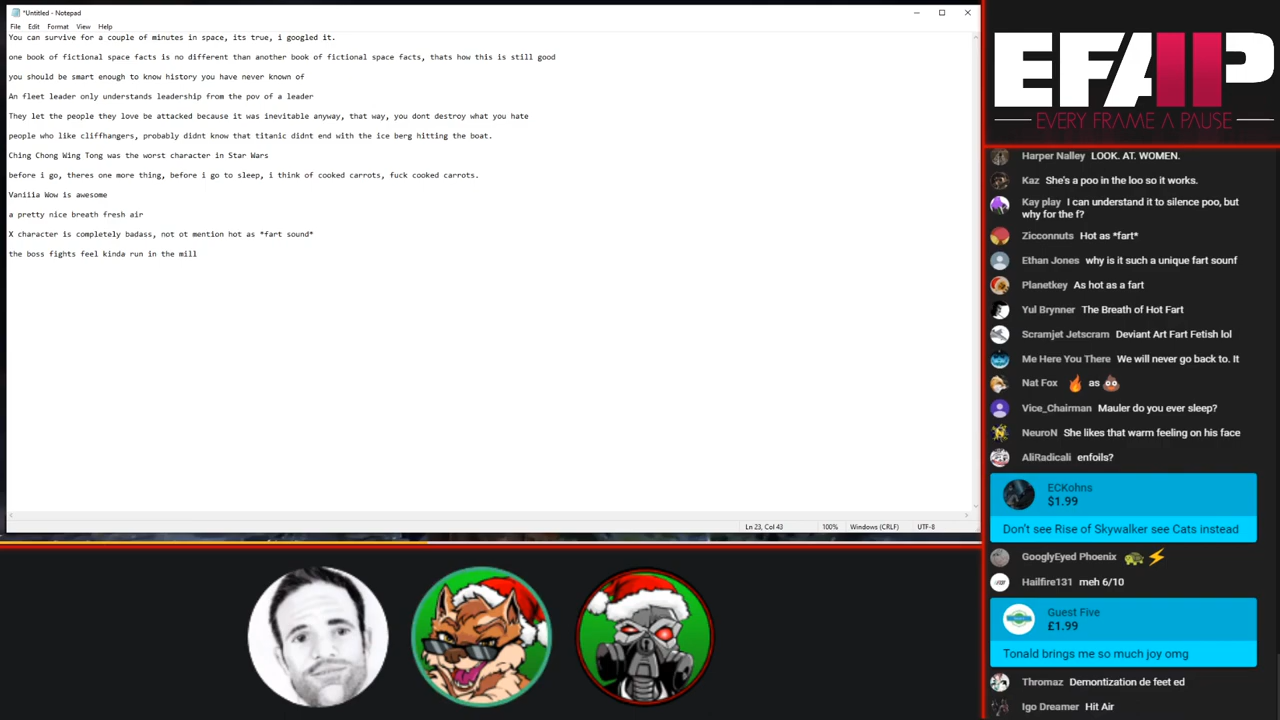 *Untitled - Notepad
File Edit Format View Help
You can survive for a couple of minutes in space, its true, i googled it.
one book of fictional space facts is no different than another book of fictional space facts, thats how this is still good
you should be smart enough to know history you have never known of
An fleet leader only understands leadership from the pov of a leader
They let the people they love be attacked because it was inevitable anyway, that way, you dont destroy what you hate
people who like cliffhangers, probably didnt know that titanic didnt end with the ice berg hitting the boat.
Ching Chong Wing Tong was the worst character in Star Wars
before i go, theres one more thing, before i go to sleep, i think of cooked carrots, fuck cooked carrots.
Vaniiia Wow is awesome
a pretty nice breath fresh air
X character is completely badass, not ot mention hot as *fart sound*
the boss fights feel kinda run in the mill
Ln 23, Col 43 100% Windows (CRLF) UTF-8
EFAP
EVERY FRAME A PAUSE
Harper Nalley LOOK. AT. WOMEN.
Kaz She's a poo in the loo so it works.
Kay play I can understand it to silence poo, but
why for the f?
Zicconnuts Hot as *fart*
Ethan Jones why is it such a unique fart sounf
Planetkey As hot as a fart
Yul Brynner The Breath of Hot Fart
Scramjet Jetscram Deviant Art Fart Fetish lol
Me Here You There We will never go back to. It
Nat Fox 🔥 as 💩
Vice_Chairman Mauler do you ever sleep?
NeuroN She likes that warm feeling on his face
AliRadicali enfoils?
ECKohns
$1.99
Don't see Rise of Skywalker see Cats instead
GooglyEyed Phoenix 🐢 ⚡
Hailfire131 meh 6/10
Guest Five
£1.99
Tonald brings me so much joy omg
Thromaz Demontization de feet ed
Igo Dreamer Hit Air